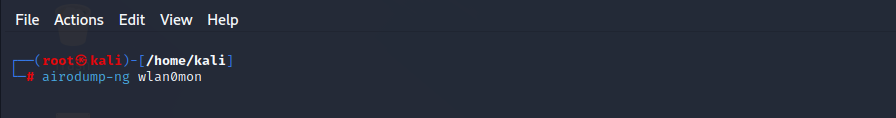 File Actions Edit View Help
┌──(root㉿kali)-[/home/kali]
└─# airodump-ng wlan0mon